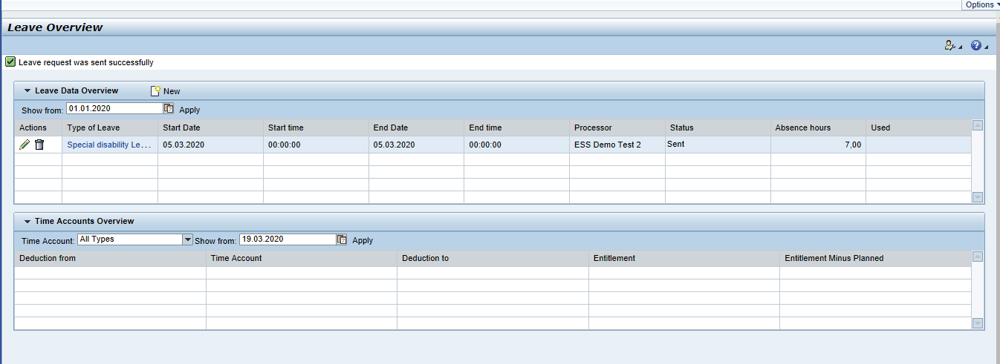 Options
Leave Overview
Leave request was sent successfully
Leave Data Overview New
Show from: 01.01.2020 Apply
Actions Type of Leave Start Date Start time End Date End time Processor Status Absence hours Used
Special disability Le... 05.03.2020 00:00:00 05.03.2020 00:00:00 ESS Demo Test 2 Sent 7,00
Time Accounts Overview
Time Account: All Types Show from: 19.03.2020 Apply
Deduction from Time Account Deduction to Entitlement Entitlement Minus Planned